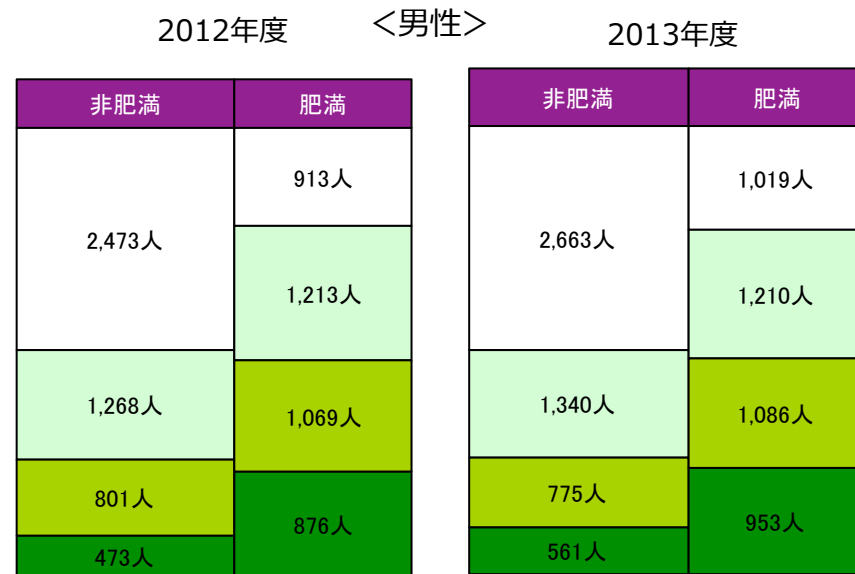 2012年度 ＜男性＞ 2013年度
非肥満 肥満 非肥満 肥満
913人 1,019人
2,473人 2,663人
1,213人 1,210人
1,268人 1,069人 1,340人 1,086人
801人 876人 775人 953人
473人 561人